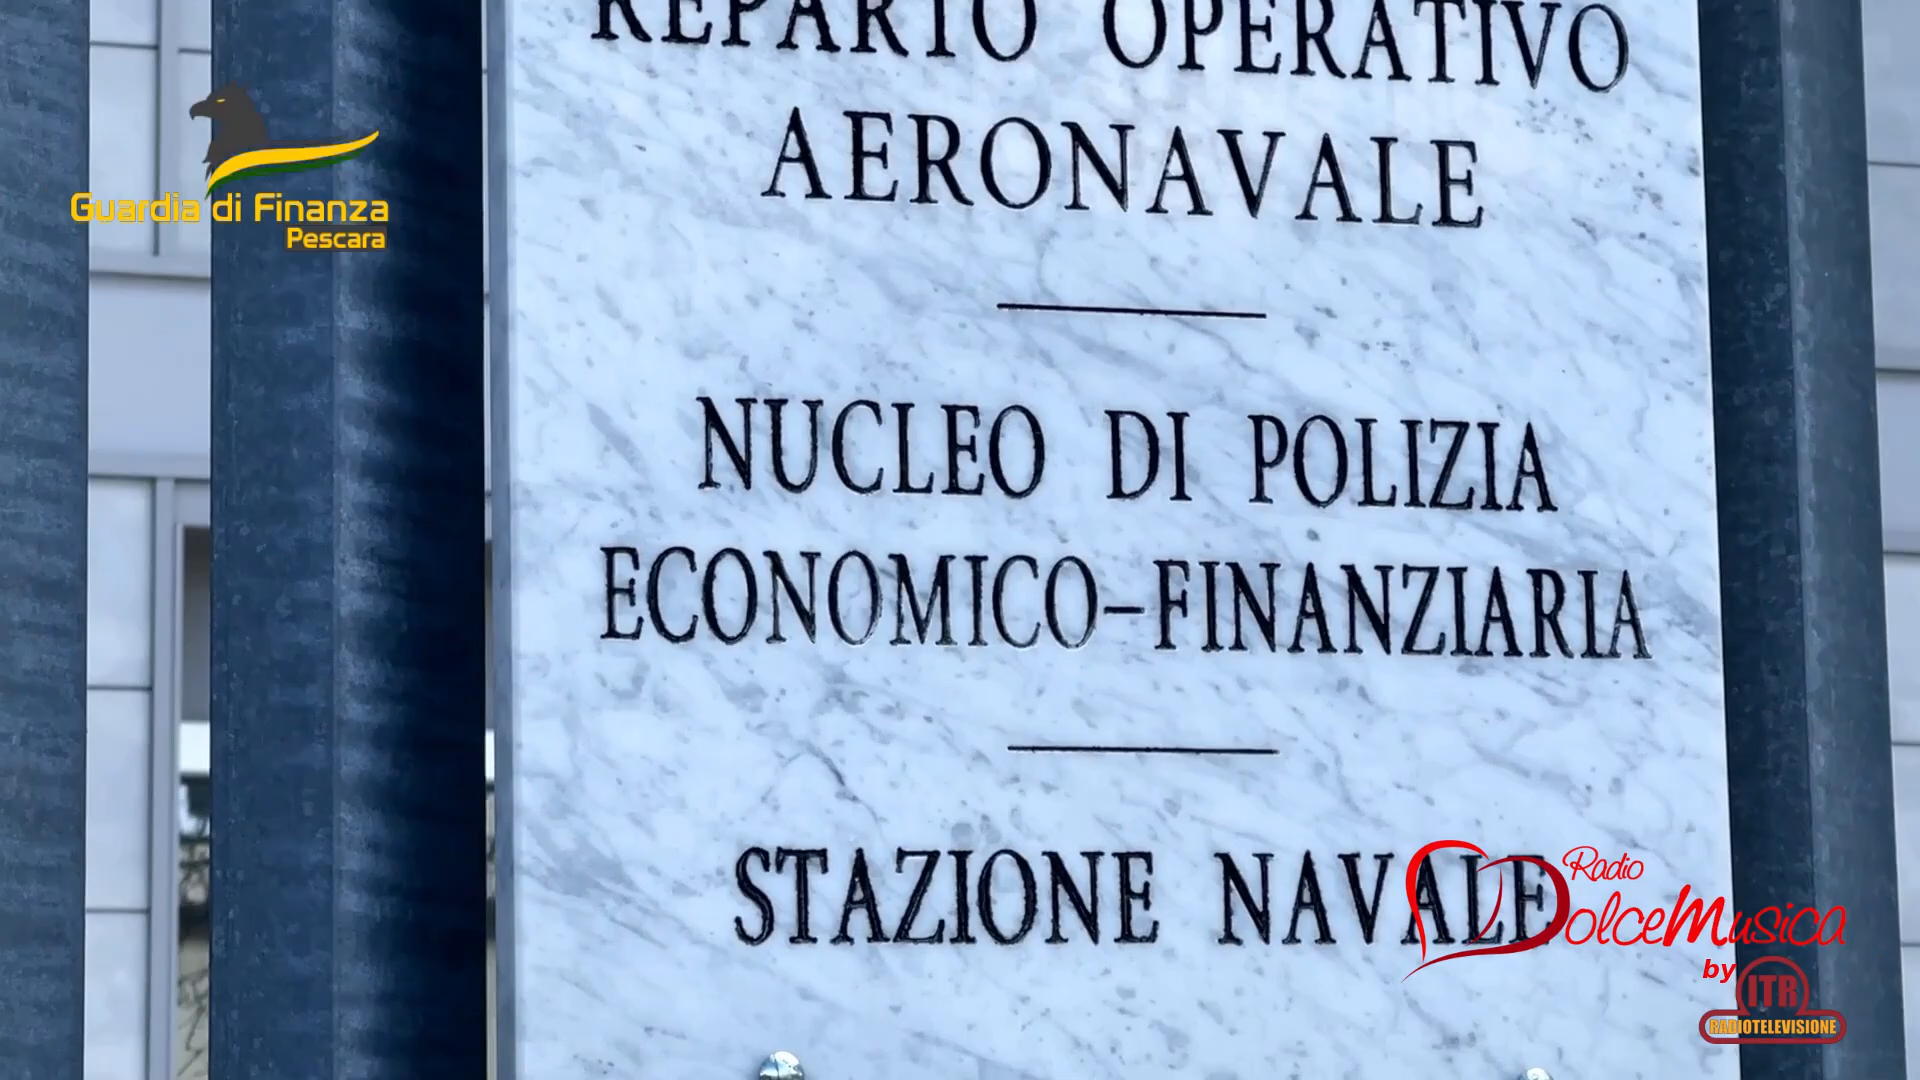 REPARTO OPERATIVO
AERONAVALE
NUCLEO DI POLIZIA
ECONOMICO-FINANZIARIA
STAZIONE NAVALE
Guardia di Finanza
Pescara
Radio
DolceMusica
by
ITR
RADIOTELEVISIONE